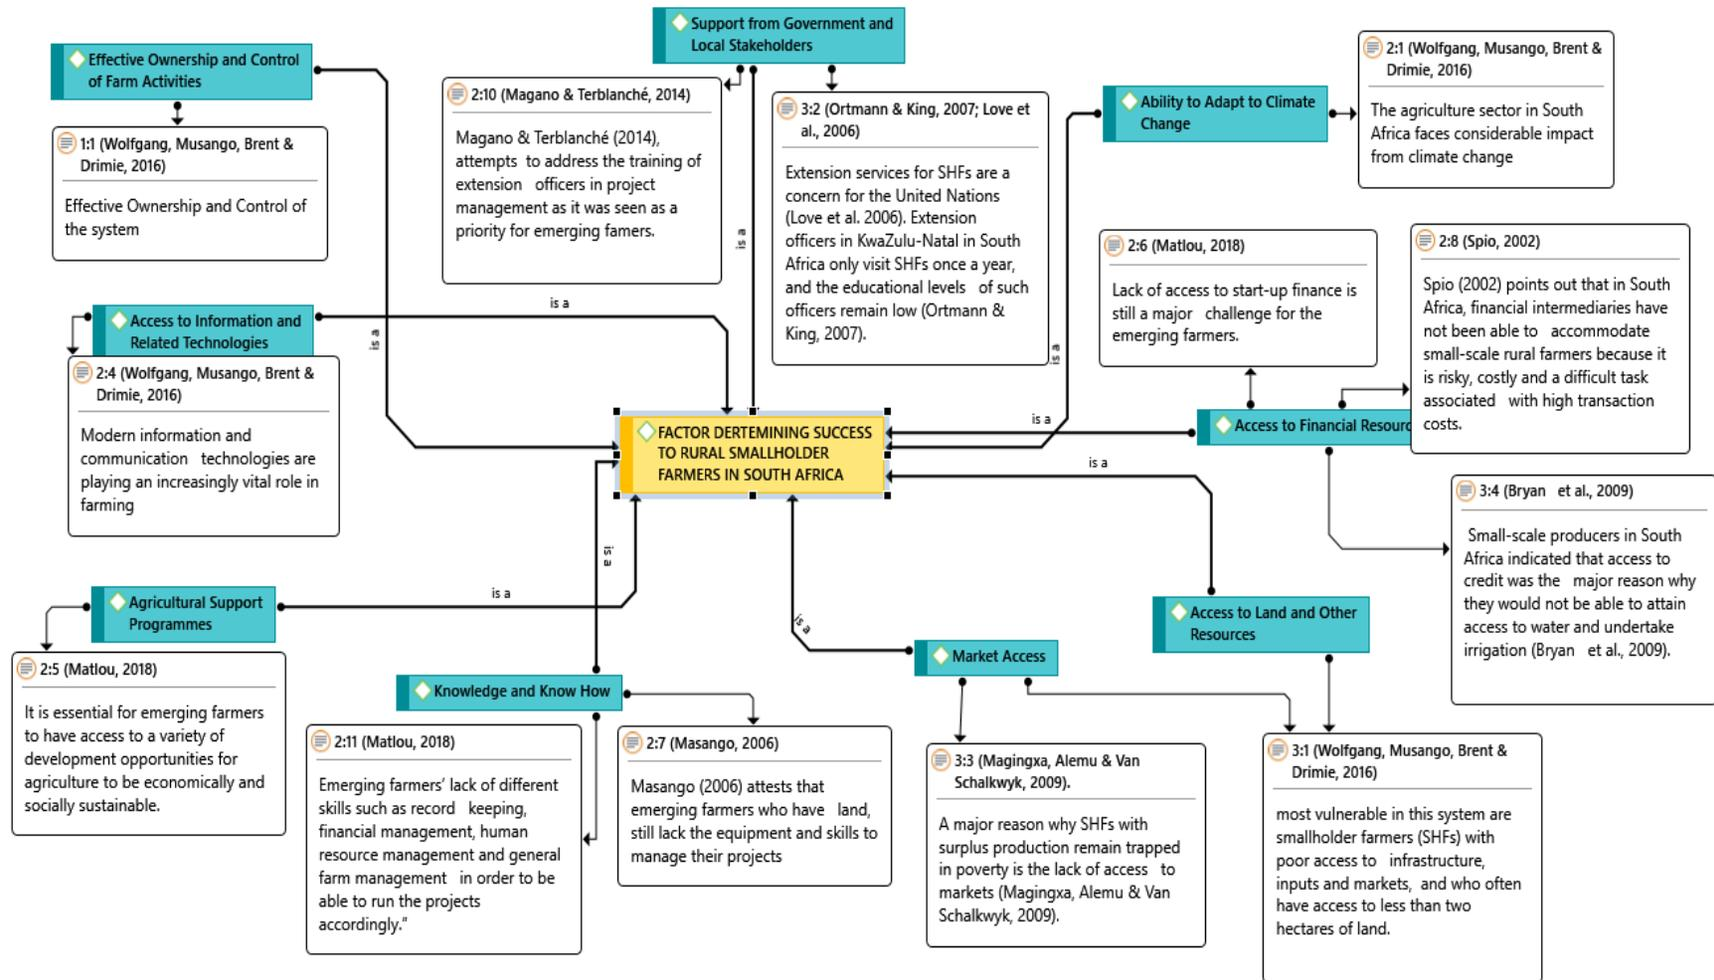 Support from Government and
Local Stakeholders
Effective Ownership and Control
of Farm Activities
1:1 (Wolfgang, Musango, Brent &
Drimie, 2016)
Effective Ownership and Control of
the system
2:10 (Magano & Terblanché, 2014)
Magano & Terblanché (2014),
attempts to address the training of
extension officers in project
management as it was seen as a
priority for emerging famers.
3:2 (Ortmann & King, 2007; Love et
al., 2006)
Extension services for SHFs are a
concern for the United Nations
(Love et al. 2006). Extension
officers in KwaZulu-Natal in South
Africa only visit SHFs once a year,
and the educational levels of such
officers remain low (Ortmann &
King, 2007).
Ability to Adapt to Climate
Change
2:1 (Wolfgang, Musango, Brent &
Drimie, 2016)
The agriculture sector in South
Africa faces considerable impact
from climate change
2:6 (Matlou, 2018)
Lack of access to start-up finance is
still a major challenge for the
emerging farmers.
2:8 (Spio, 2002)
Spio (2002) points out that in South
Africa, financial intermediaries have
not been able to accommodate
small-scale rural farmers because it
is risky, costly and a difficult task
associated with high transaction
costs.
is a
is a
is a
is a
Access to Information and
Related Technologies
2:4 (Wolfgang, Musango, Brent &
Drimie, 2016)
Modern information and
communication technologies are
playing an increasingly vital role in
farming
FACTOR DERTEMINING SUCCESS
TO RURAL SMALLHOLDER
FARMERS IN SOUTH AFRICA
is a
Access to Financial Resourc
is a
3:4 (Bryan et al., 2009)
Small-scale producers in South
Africa indicated that access to
credit was the major reason why
they would not be able to attain
access to water and undertake
irrigation (Bryan et al., 2009).
is a
is a
is a
Agricultural Support
Programmes
2:5 (Matlou, 2018)
It is essential for emerging farmers
to have access to a variety of
development opportunities for
agriculture to be economically and
socially sustainable.
Knowledge and Know How
2:11 (Matlou, 2018)
Emerging farmers’ lack of different
skills such as record keeping,
financial management, human
resource management and general
farm management in order to be
able to run the projects
accordingly.”
2:7 (Masango, 2006)
Masango (2006) attests that
emerging farmers who have land,
still lack the equipment and skills to
manage their projects
Market Access
3:3 (Magingxa, Alemu & Van
Schalkwyk, 2009).
A major reason why SHFs with
surplus production remain trapped
in poverty is the lack of access to
markets (Magingxa, Alemu & Van
Schalkwyk, 2009).
Access to Land and Other
Resources
3:1 (Wolfgang, Musango, Brent &
Drimie, 2016)
most vulnerable in this system are
smallholder farmers (SHFs) with
poor access to infrastructure,
inputs and markets, and who often
have access to less than two
hectares of land.